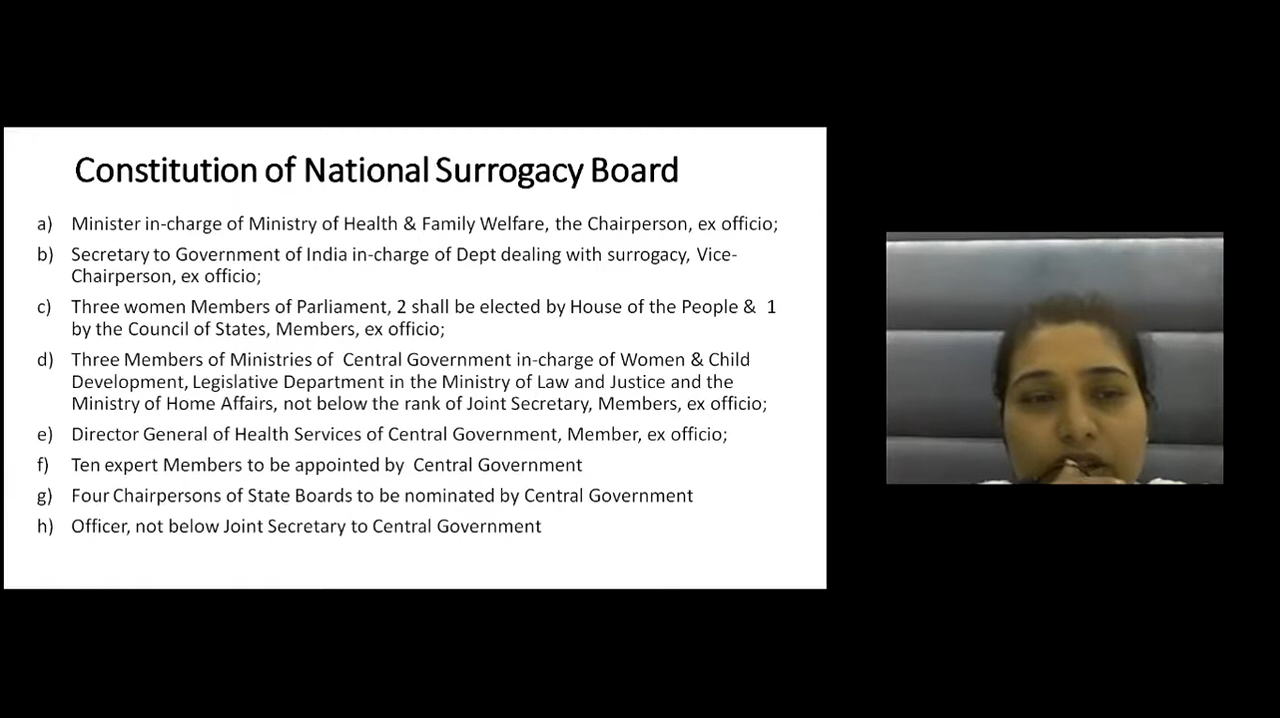 Constitution of National Surrogacy Board
a) Minister in-charge of Ministry of Health & Family Welfare, the Chairperson, ex officio;
b) Secretary to Government of India in-charge of Dept dealing with surrogacy, Vice-
Chairperson, ex officio;
c) Three women Members of Parliament, 2 shall be elected by House of the People & 1
by the Council of States, Members, ex officio;
d) Three Members of Ministries of Central Government in-charge of Women & Child
Development, Legislative Department in the Ministry of Law and Justice and the
Ministry of Home Affairs, not below the rank of Joint Secretary, Members, ex officio;
e) Director General of Health Services of Central Government, Member, ex officio;
f) Ten expert Members to be appointed by Central Government
g) Four Chairpersons of State Boards to be nominated by Central Government
h) Officer, not below Joint Secretary to Central Government